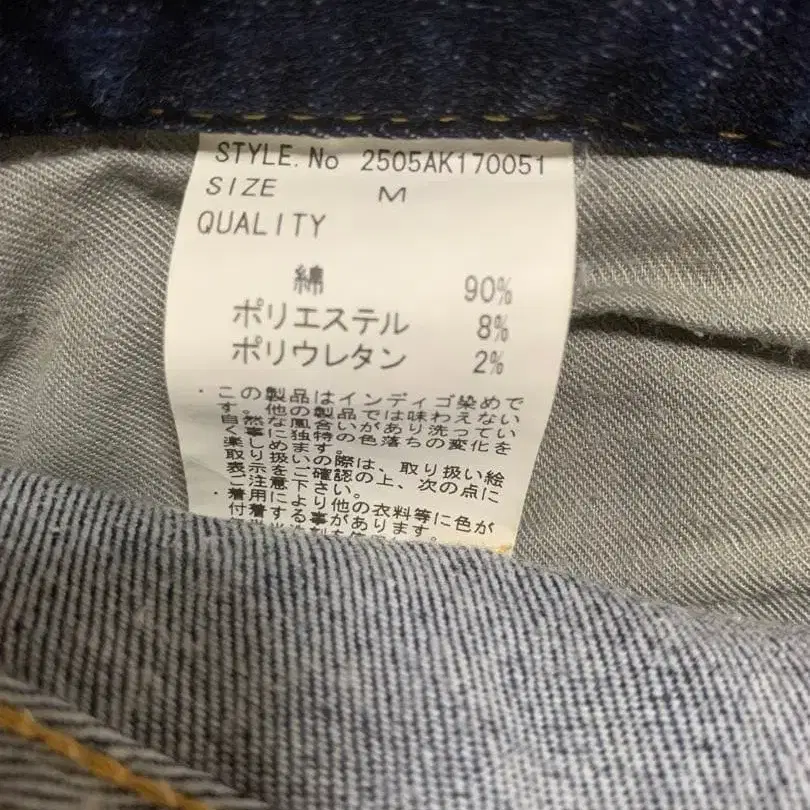 STYLE.No 2505AK170051
SIZE M
QUALITY
綿 90%
ポリエステル 8%
ポリウレタン 2%
・この製品はインディゴ染めで
す。他の製品では味わえない
自然な風合いがあり洗ってい
く事に独特の色落ちの変化を
楽しめます。
取り扱いの際は、取り扱い絵
表示をご確認の上、次の点に
ご注意下さい。
・着用により他の衣料等に色が
付着する事があります。